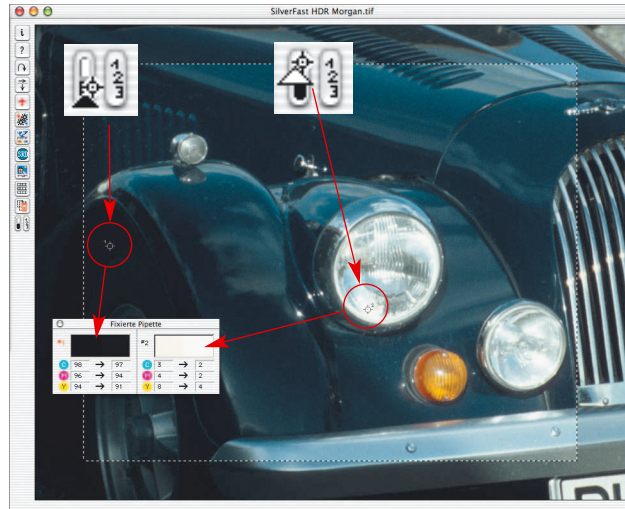 SilverFast HDR Morgan.tif
i
?
1
2
3
1
2
3
Fixierte Pipette
#1
#2
C 98 → 97 C 3 → 2
M 96 → 94 M 4 → 2
Y 94 → 91 Y 8 → 4